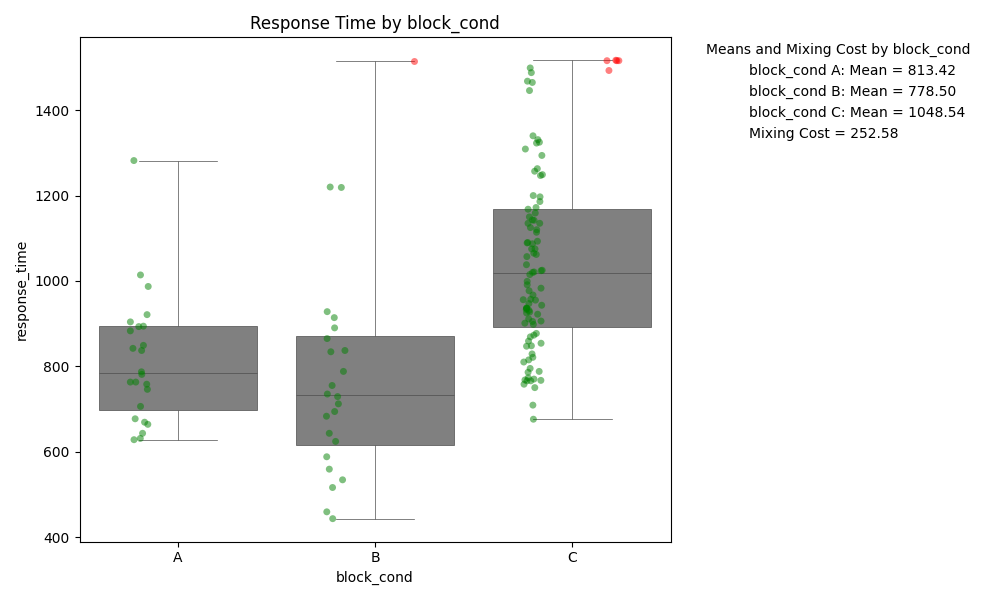 Response Time by block_cond
Means and Mixing Cost by block_cond
block_cond A: Mean = 813.42
block_cond B: Mean = 778.50
block_cond C: Mean = 1048.54
Mixing Cost = 252.58
response_time
1400
1200
1000
800
600
400
A
B
C
block_cond